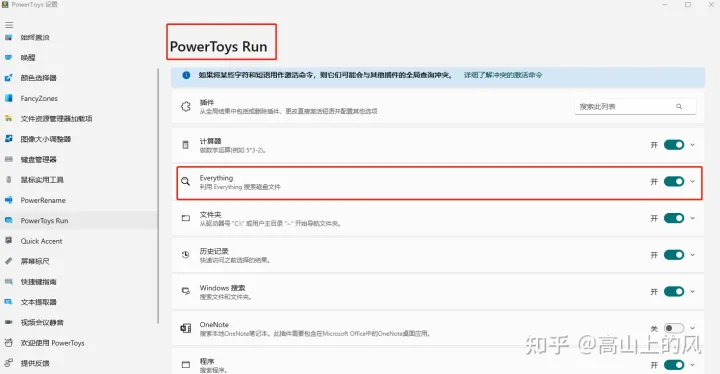 PowerToys 设置
始终置顶
唤醒
颜色选择器
FancyZones
文件资源管理器加载项
图像大小调整器
键盘管理器
鼠标实用工具
PowerRename
PowerToys Run
Quick Accent
屏幕标尺
快捷键指南
文本提取器
视频会议静音
欢迎使用 PowerToys
提供反馈
PowerToys Run
如果将某些字符和短语用作激活命令，则它们可能会与其他插件的全局查询冲突。 详细了解冲突的激活命令
插件
从全局结果中包括或删除插件、更改直接激活短语并配置其他选项
搜索此列表
计算器
做数学运算(例如 5*3-2)。
开
Everything
利用 Everything 搜索磁盘文件
开
文件夹
从驱动器号 "C:\" 或用户主目录 "~" 开始导航文件夹。
开
历史记录
快速访问之前选择的结果。
开
Windows 搜索
搜索文件和文件夹。
开
OneNote
搜索本地OneNote笔记本。此插件需要包含在Microsoft Office中的OneNote桌面应用。
关
程序
搜索程序。
开
知乎 @高山上的风